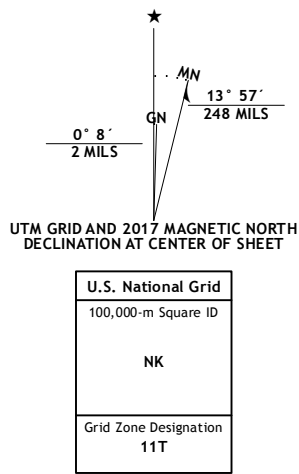 ★
MN
13° 57´
248 MILS
GN
0° 8´
2 MILS
UTM GRID AND 2017 MAGNETIC NORTH
DECLINATION AT CENTER OF SHEET
U.S. National Grid
100,000-m Square ID
NK
Grid Zone Designation
11T